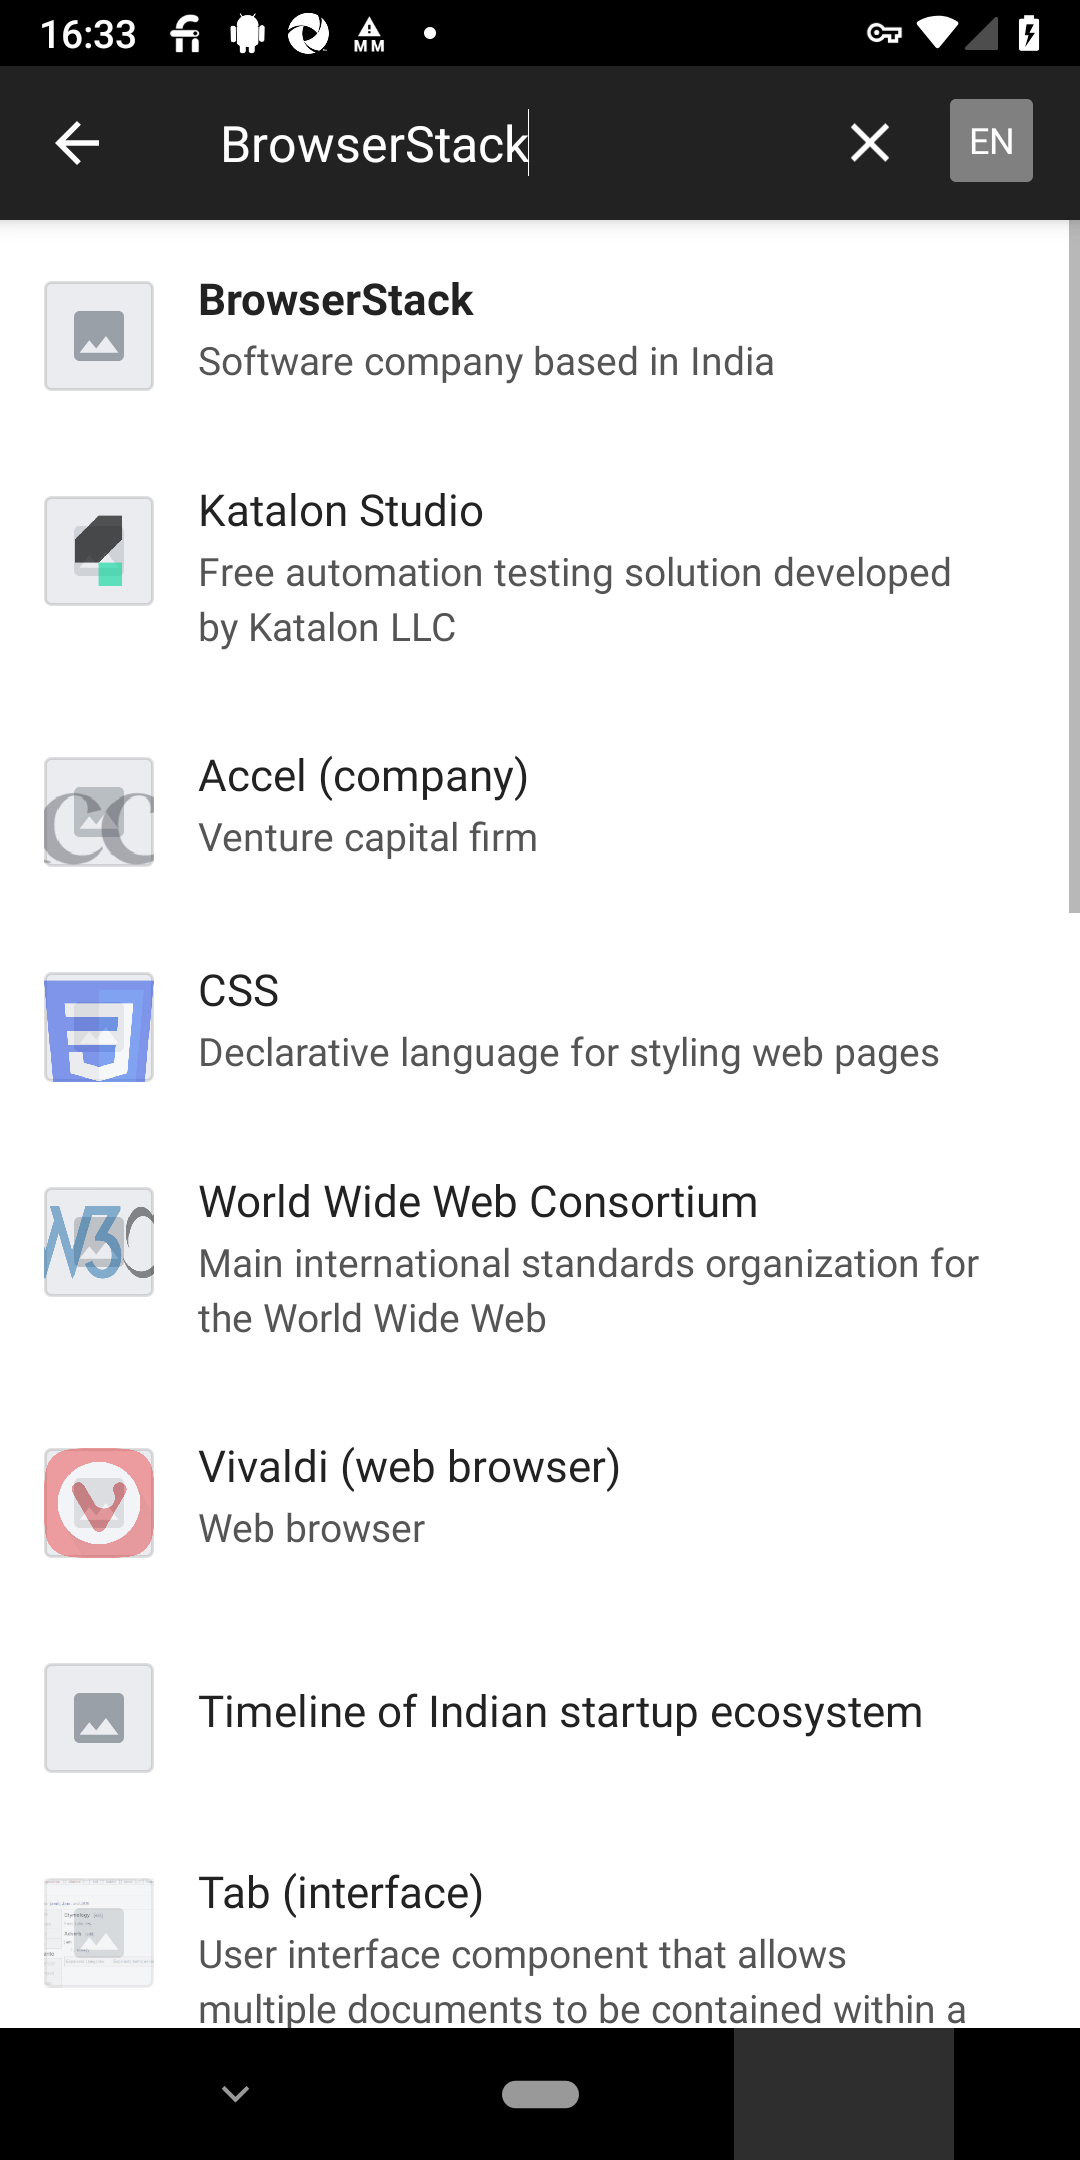 16:33
MM
BrowserStack
EN
BrowserStack
Software company based in India
Katalon Studio
Free automation testing solution developed
by Katalon LLC
Accel (company)
Venture capital firm
CSS
Declarative language for styling web pages
World Wide Web Consortium
Main international standards organization for
the World Wide Web
Vivaldi (web browser)
Web browser
Timeline of Indian startup ecosystem
Tab (interface)
User interface component that allows
multiple documents to be contained within a